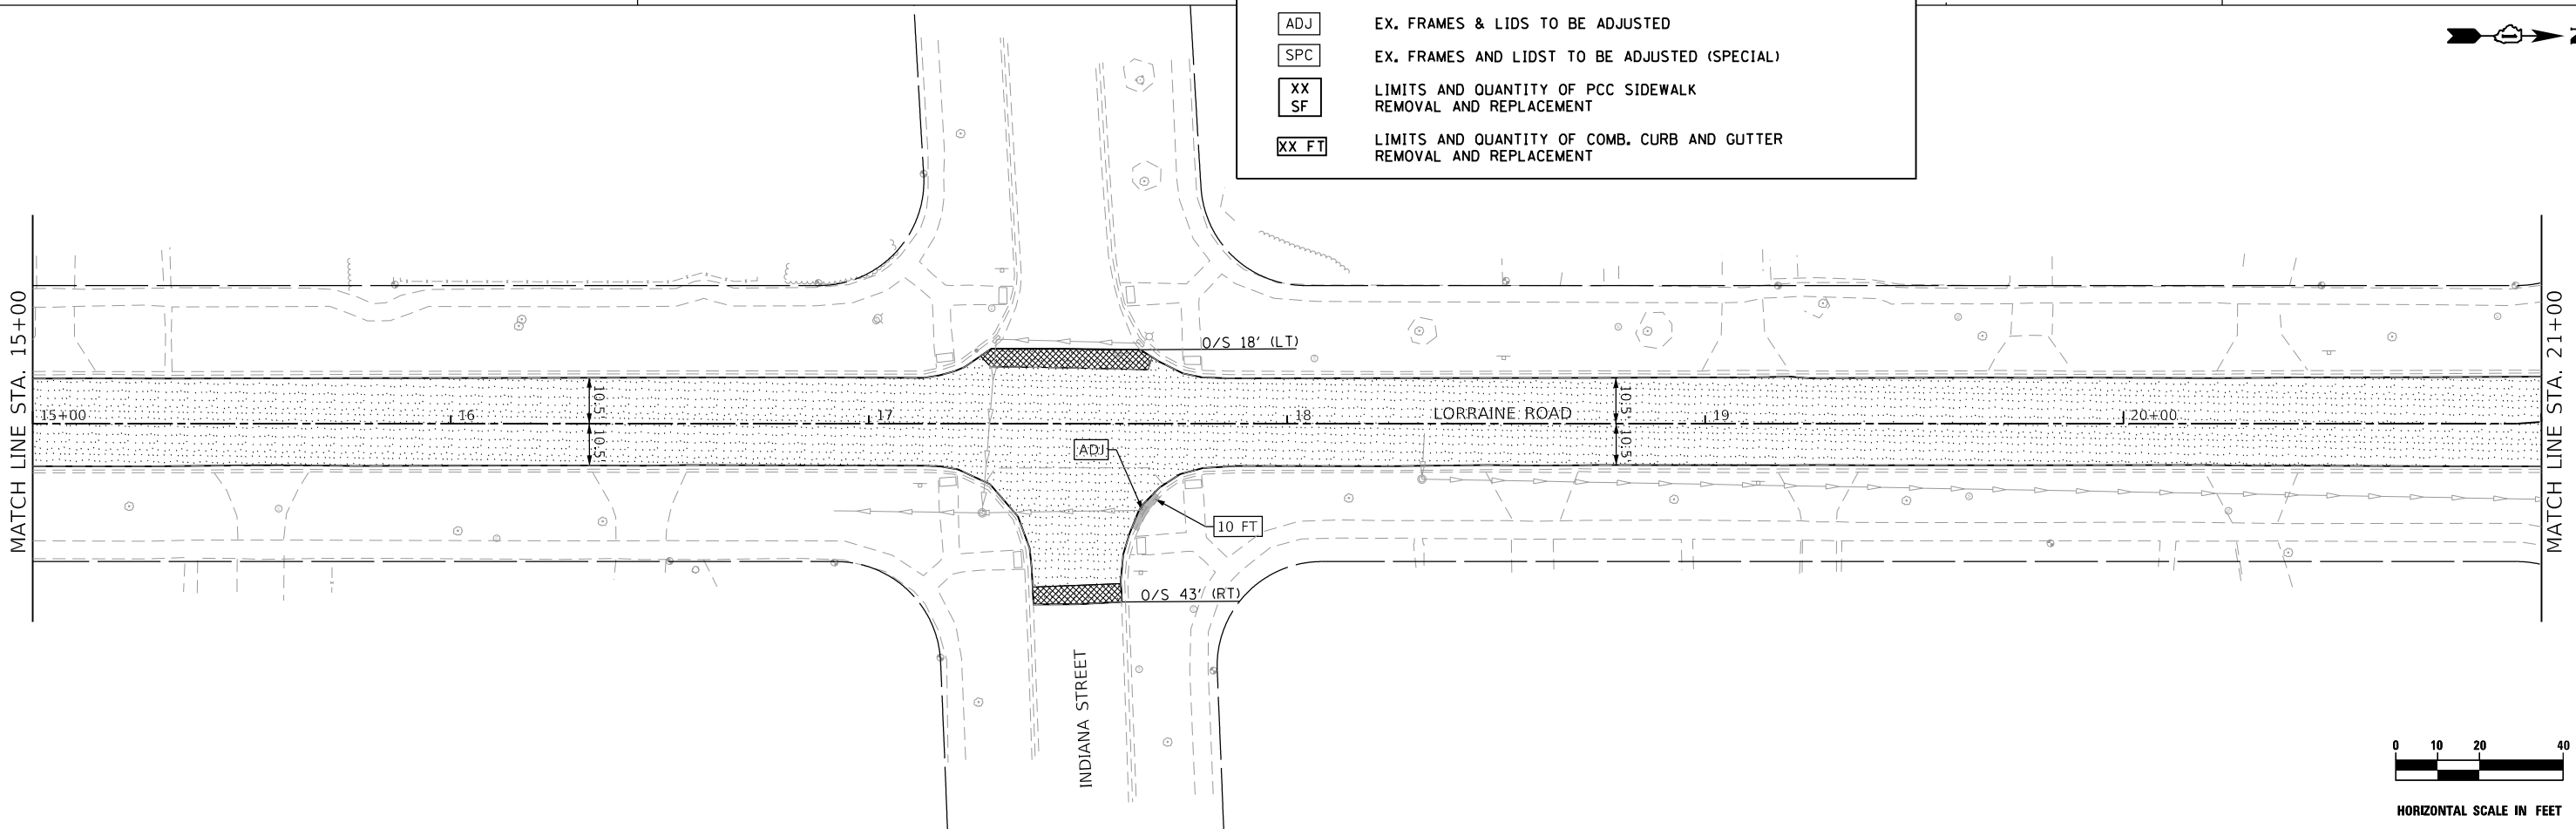 ADJ EX. FRAMES & LIDS TO BE ADJUSTED
SPC EX. FRAMES AND LIDST TO BE ADJUSTED (SPECIAL)
XX SF LIMITS AND QUANTITY OF PCC SIDEWALK
REMOVAL AND REPLACEMENT
XX FT LIMITS AND QUANTITY OF COMB. CURB AND GUTTER
REMOVAL AND REPLACEMENT
MATCH LINE STA. 15+00
MATCH LINE STA. 21+00
O/S 18' (LT)
10.5' 10.5'
10.5' 10.5'
15+00
16
17
18
LORRAINE ROAD
19
20+00
ADJ
10 FT
O/S 43' (RT)
INDIANA STREET
0 10 20 40
HORIZONTAL SCALE IN FEET